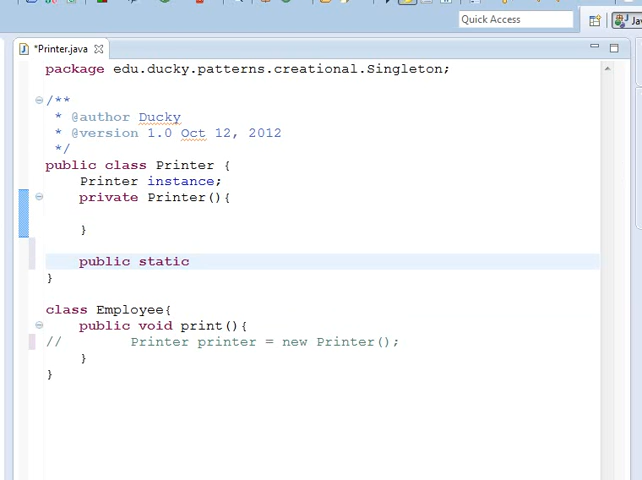 Quick Access
Jav
*Printer.java
package edu.ducky.patterns.creational.Singleton;
/**
* @author Ducky
* @version 1.0 Oct 12, 2012
*/
public class Printer {
Printer instance;
private Printer(){
}
public static
}
class Employee{
public void print(){
// Printer printer = new Printer();
}
}